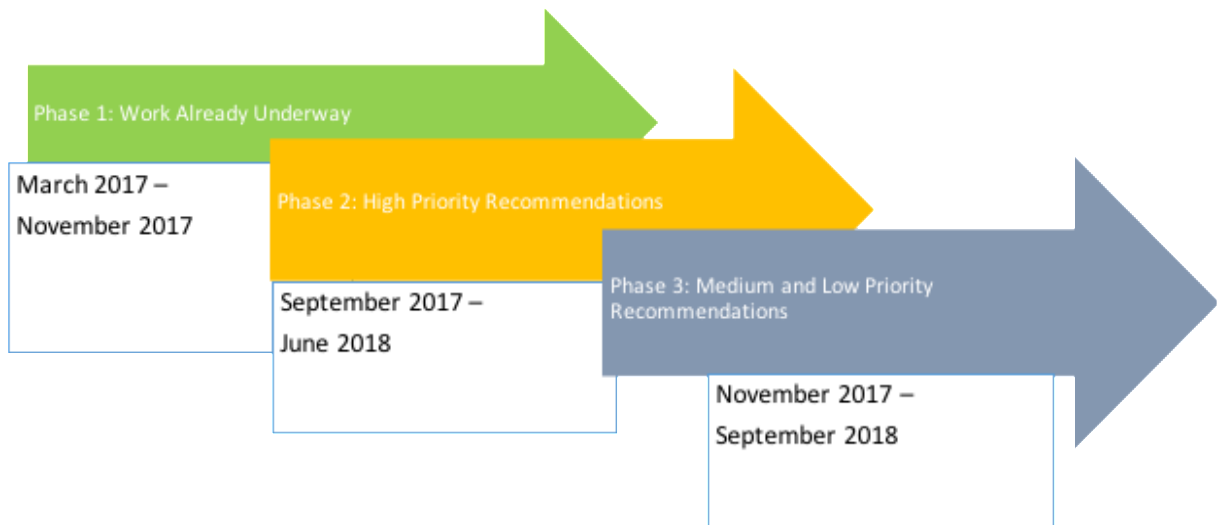 Phase 1: Work Already Underway
March 2017 –
November 2017
Phase 2: High Priority Recommendations
September 2017 –
June 2018
Phase 3: Medium and Low Priority
Recommendations
November 2017 –
September 2018